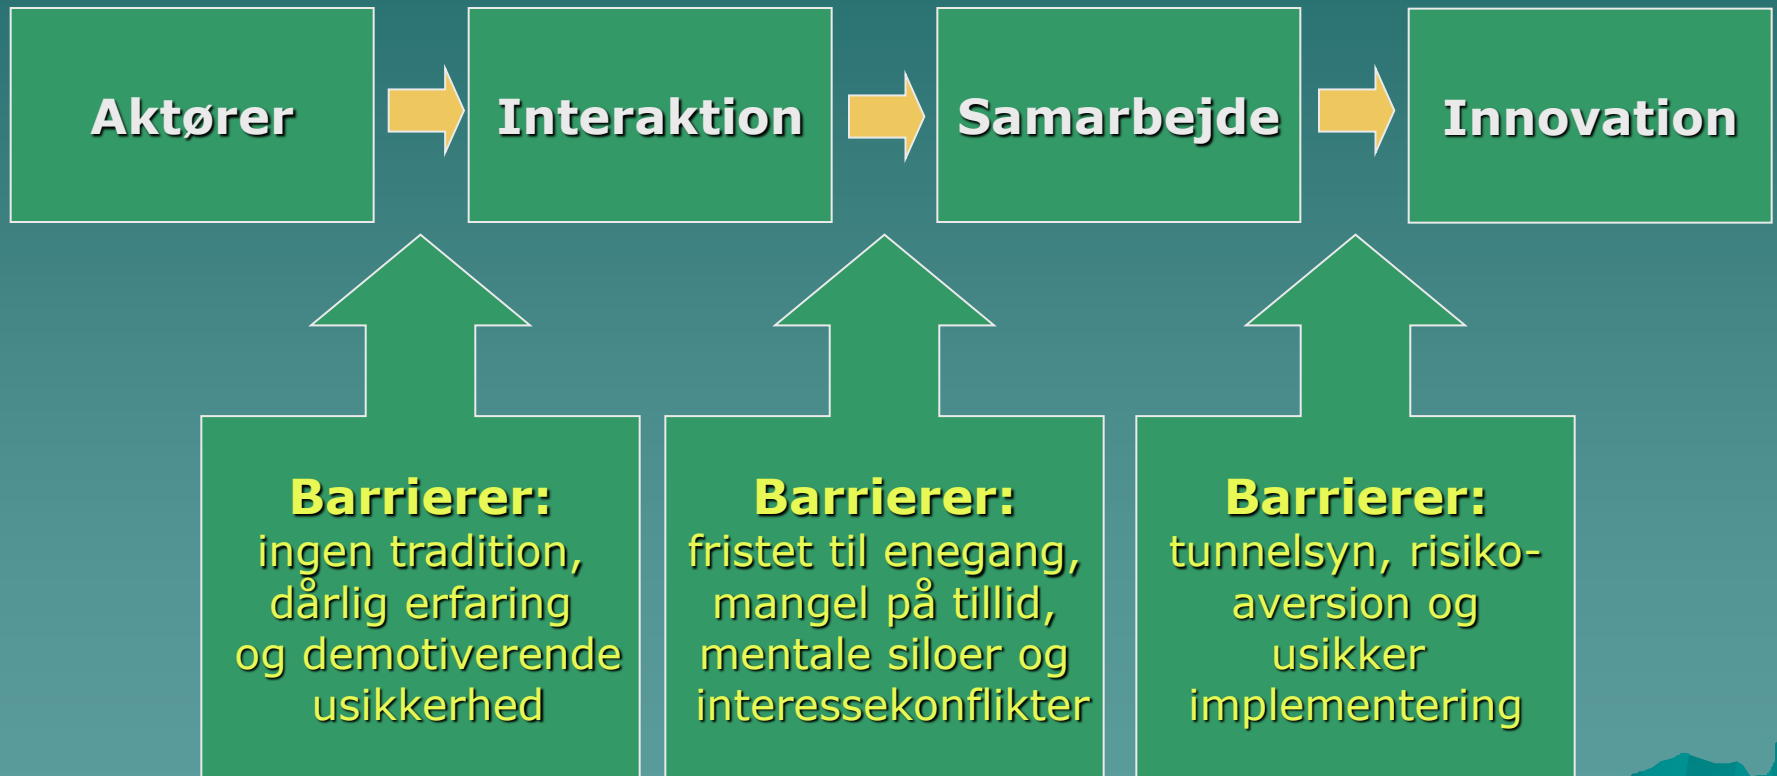 Aktører
Interaktion
Samarbejde
Innovation
Barrierer:
ingen tradition,
dårlig erfaring
og demotiverende
usikkerhed
Barrierer:
fristet til enegang,
mangel på tillid,
mentale siloer og
interessekonflikter
Barrierer:
tunnelsyn, risiko-
aversion og
usikker
implementering